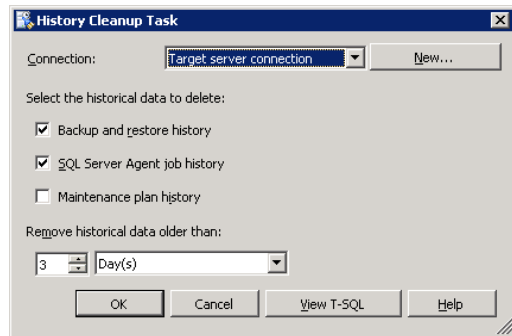 History Cleanup Task
Connection: Target server connection New...
Select the historical data to delete:
Backup and restore history
SQL Server Agent job history
Maintenance plan history
Remove historical data older than:
3 Day(s)
OK Cancel View T-SQL Help